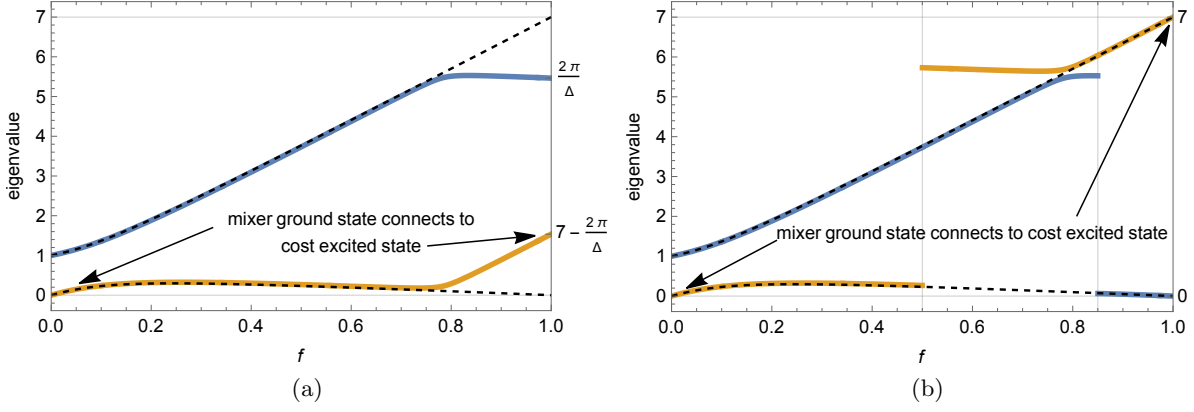 7
6
5
4
3
2
1
0
eigenvalue
0.0 0.2 0.4 0.6 0.8 1.0
f
mixer ground state connects to
cost excited state
2 π
Δ
7 - 2 π
Δ
(a)
7
6
5
4
3
2
1
0
eigenvalue
0.0 0.2 0.4 0.6 0.8 1.0
f
mixer ground state connects to cost excited state
7
0
(b)